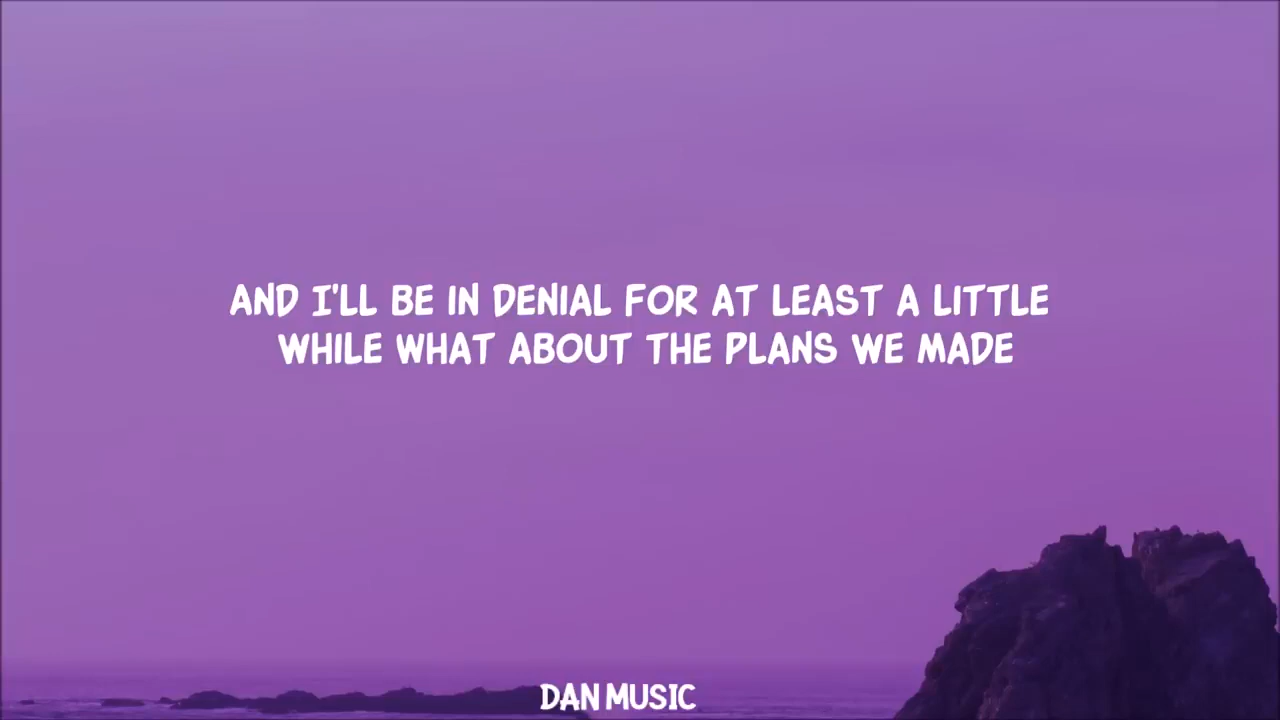 AND I'LL BE IN DENIAL FOR AT LEAST A LITTLE
WHILE WHAT ABOUT THE PLANS WE MADE
DAN MUSIC